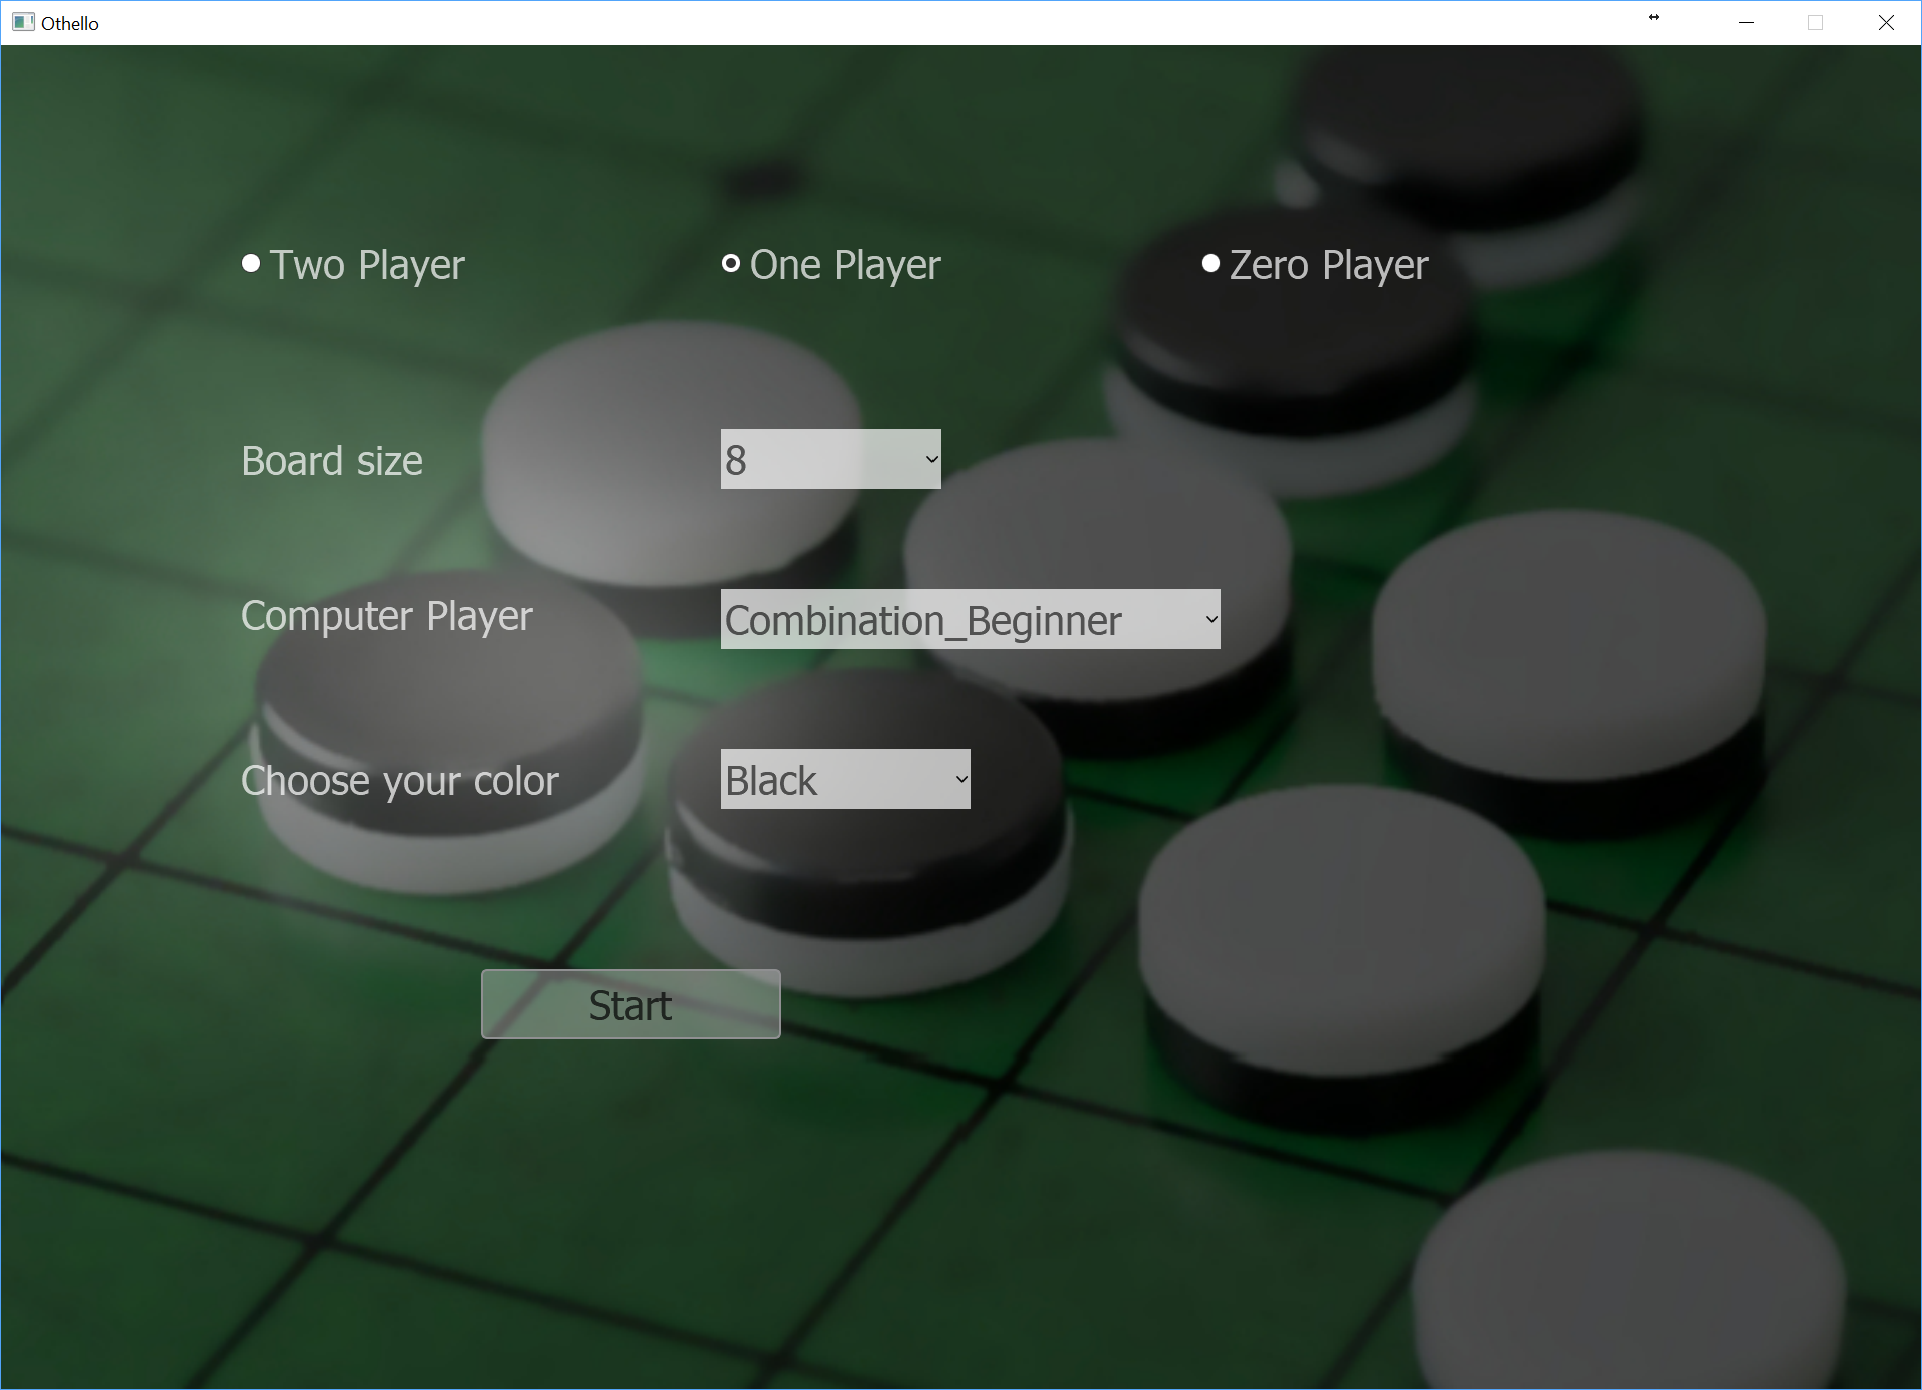 Othello
Two Player One Player Zero Player
Board size 8
Computer Player Combination_Beginner
Choose your color Black
Start